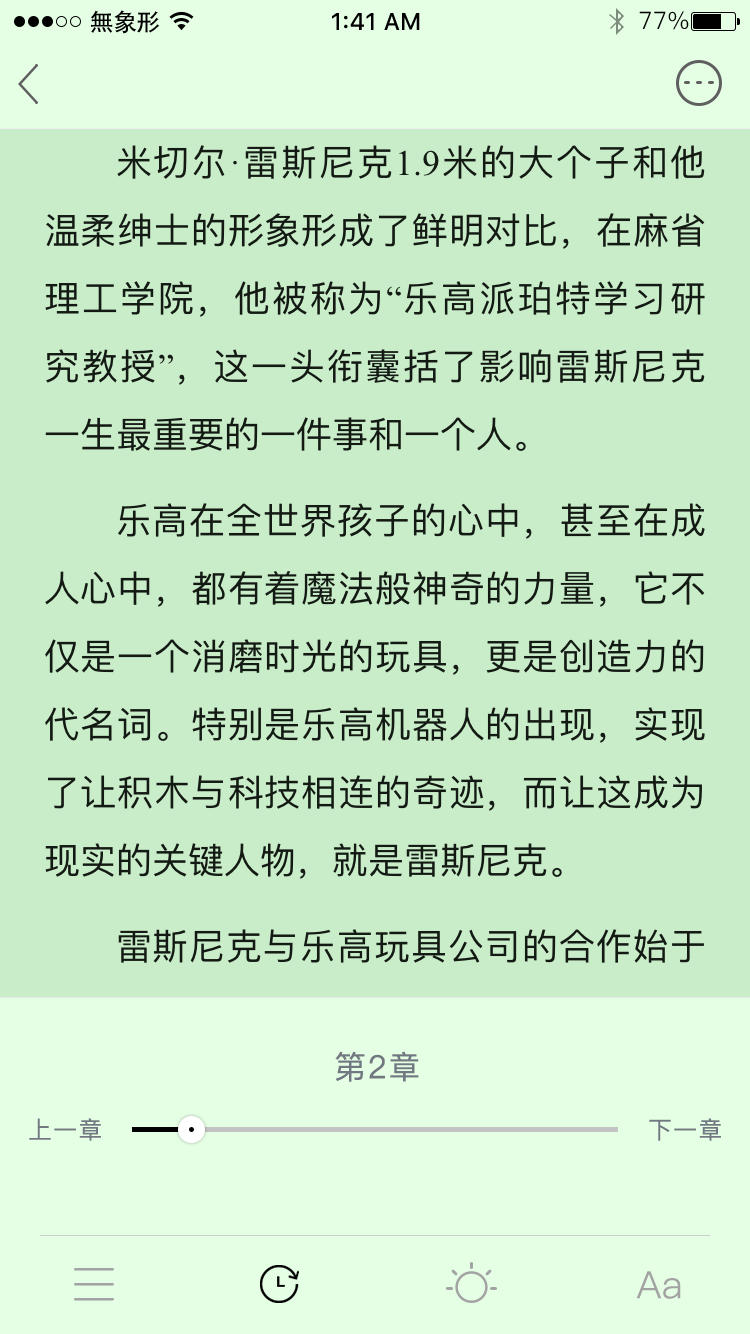 無象形 1:41 AM 77%
米切尔·雷斯尼克1.9米的大个子和他
温柔绅士的形象形成了鲜明对比，在麻省
理工学院，他被称为“乐高派珀特学习研
究教授”，这一头衔囊括了影响雷斯尼克
一生最重要的一件事和一个人。
乐高在全世界孩子的心中，甚至在成
人心中，都有着魔法般神奇的力量，它不
仅是一个消磨时光的玩具，更是创造力的
代名词。特别是乐高机器人的出现，实现
了让积木与科技相连的奇迹，而让这成为
现实的关键人物，就是雷斯尼克。
雷斯尼克与乐高玩具公司的合作始于
第2章
上一章 下一章
Aa